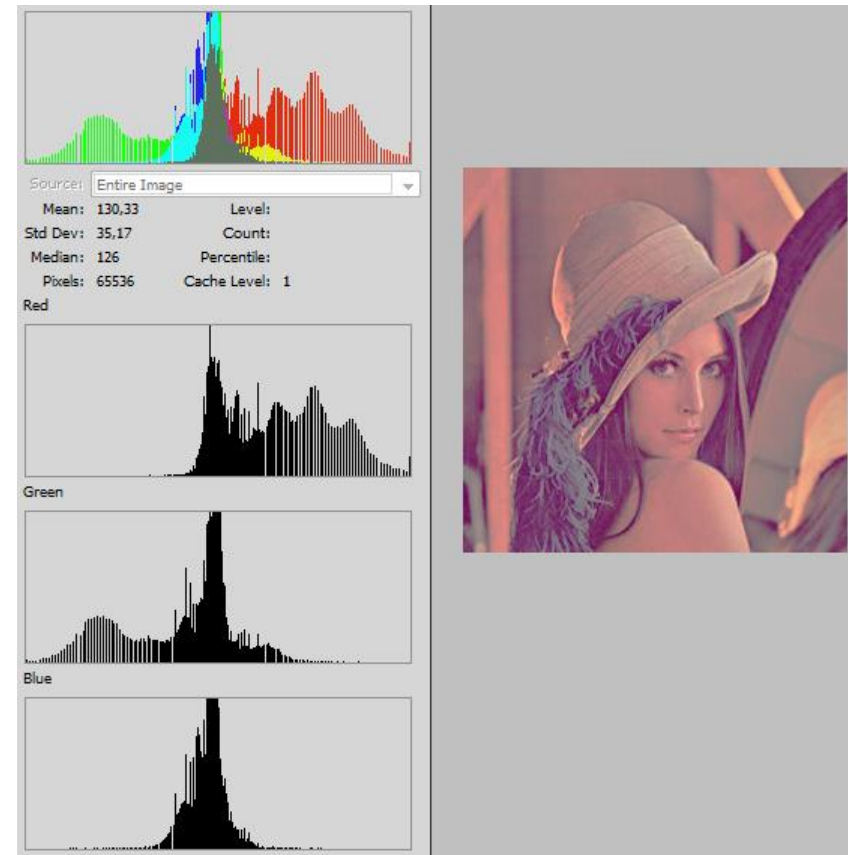 Source: Entire Image
Mean: 130,33 Level:
Std Dev: 35,17 Count:
Median: 126 Percentile:
Pixels: 65536 Cache Level: 1
Red
Green
Blue